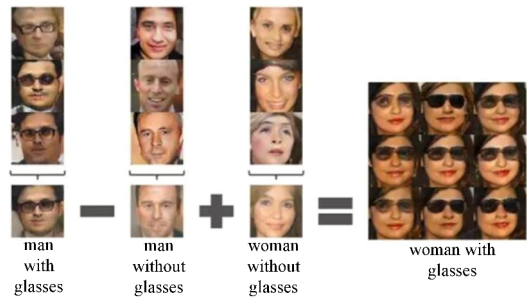 man
with
glasses
man
without
glasses
woman
without
glasses
woman with
glasses